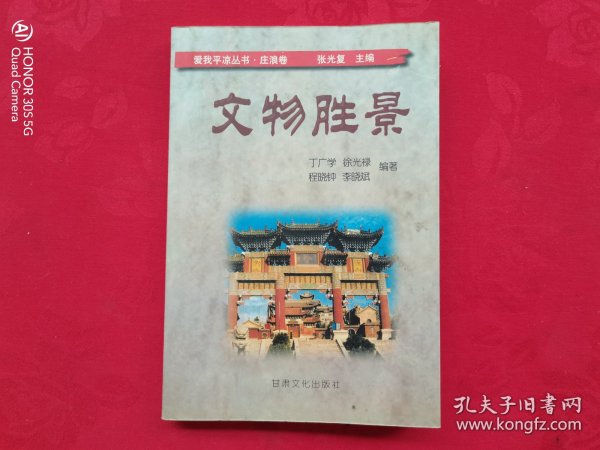 爱我平凉丛书·庄浪卷 张光复 主编
文物胜景
丁广学 徐光禄
程晓钟 李晓斌
编著
甘肃文化出版社
AI HONOR 30S 5G
Quad Camera
孔夫子旧书网
www.kongfz.com